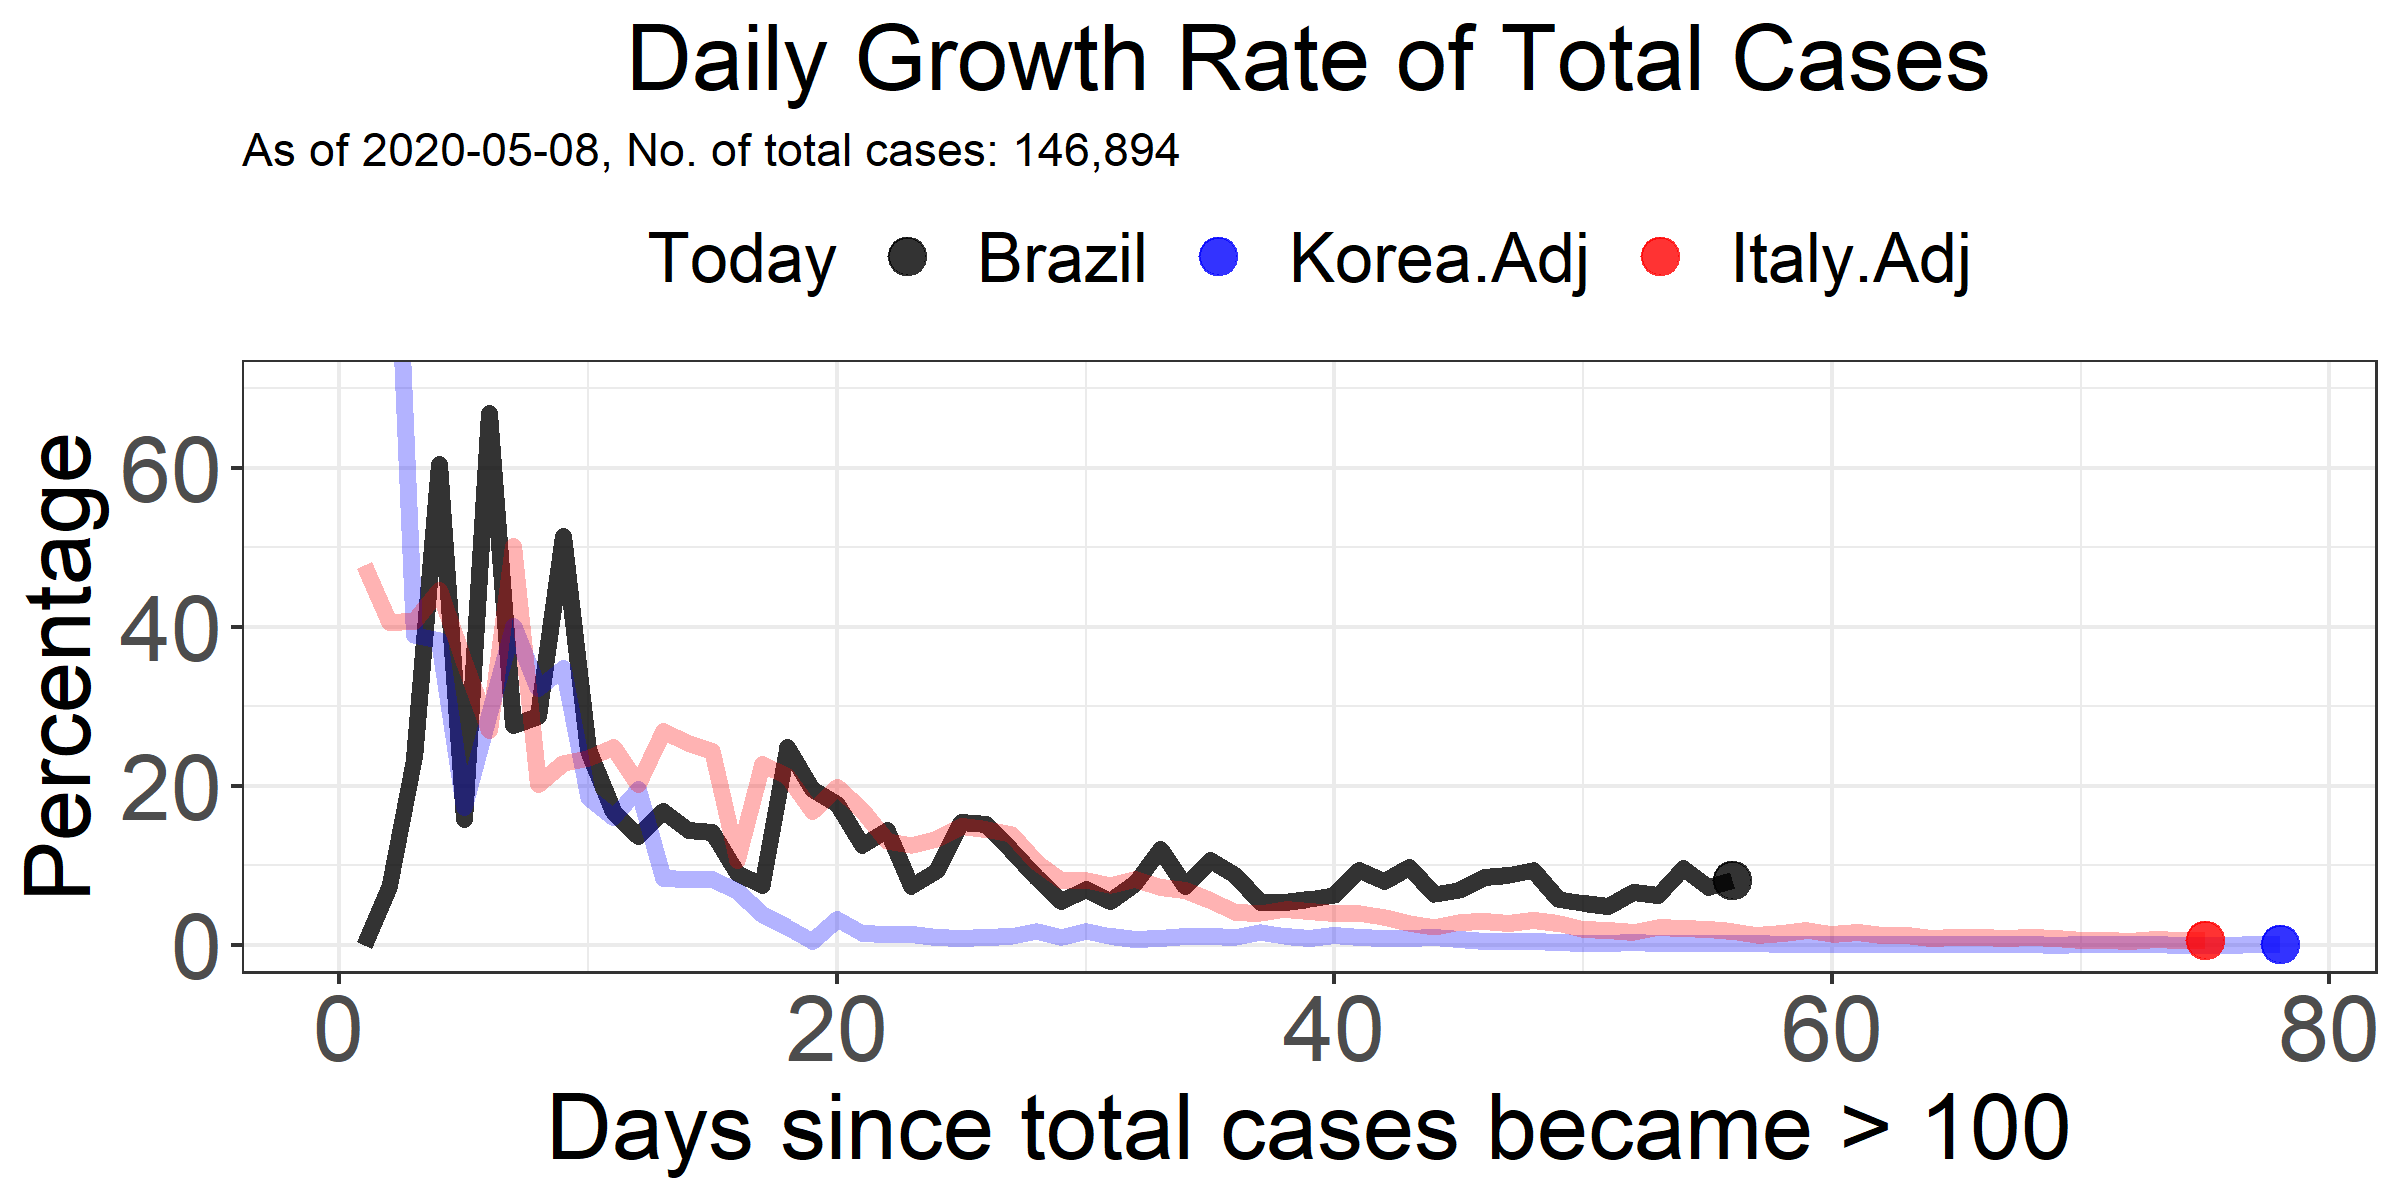 Daily Growth Rate of Total Cases
As of 2020-05-08, No. of total cases: 146,894
Today Brazil Korea.Adj Italy.Adj
Percentage
60
40
20
0
0 20 40 60 80
Days since total cases became > 100